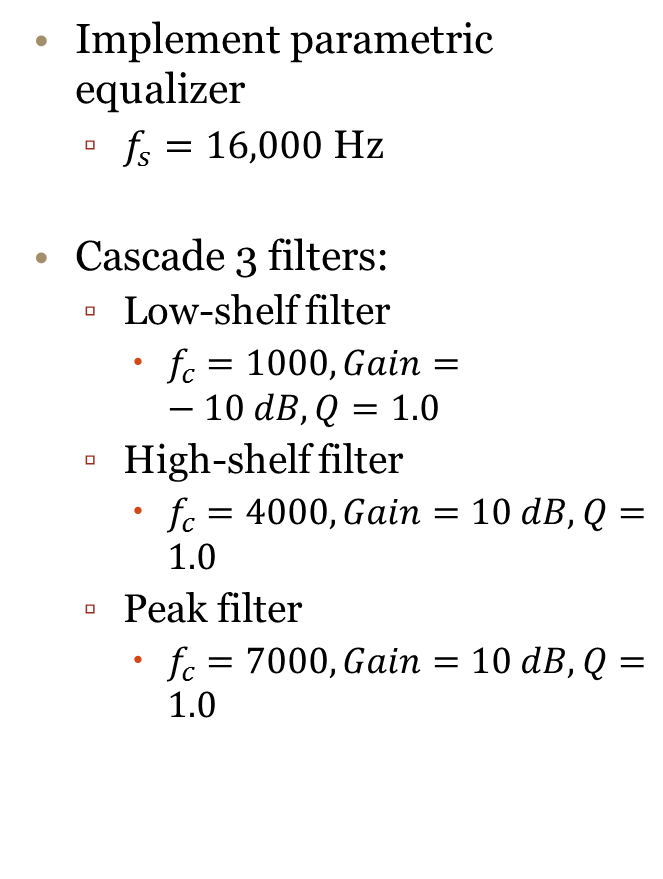 • Implement parametric
equalizer
▫ fₛ = 16,000 Hz
• Cascade 3 filters:
▫ Low-shelf filter
• f_c = 1000, Gain =
− 10 dB, Q = 1.0
▫ High-shelf filter
• f_c = 4000, Gain = 10 dB, Q =
1.0
▫ Peak filter
• f_c = 7000, Gain = 10 dB, Q =
1.0